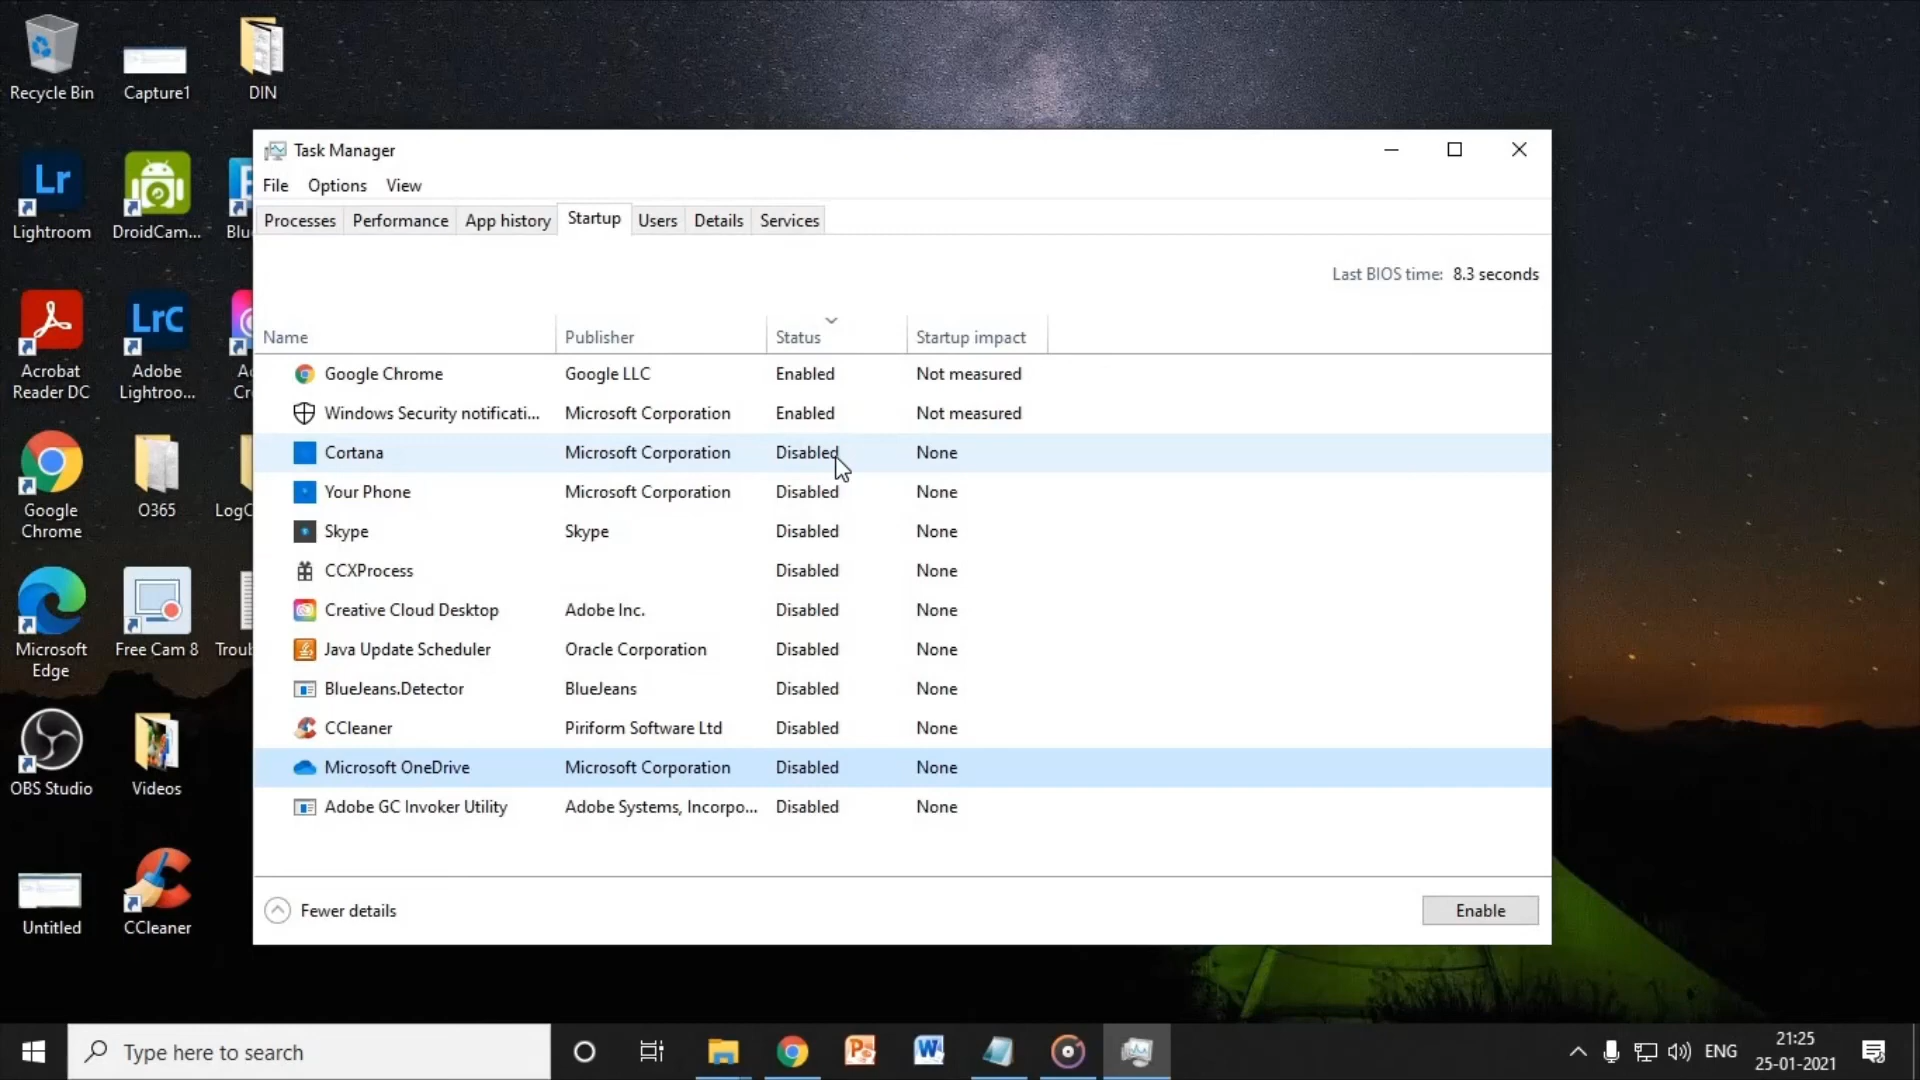 Recycle Bin
Capture1
DIN
Lr
Lightroom
DroidCam...
Blu
Acrobat
Reader DC
LrC
Adobe
Lightroo...
A
Cr
Google
Chrome
O365
LogC
Microsoft
Edge
Free Cam 8
Troub
OBS Studio
Videos
Untitled
CCleaner
Task Manager
File Options View
Processes Performance App history Startup Users Details Services
Last BIOS time: 8.3 seconds
Name Publisher Status Startup impact
Google Chrome Google LLC Enabled Not measured
Windows Security notificati... Microsoft Corporation Enabled Not measured
Cortana Microsoft Corporation Disabled None
Your Phone Microsoft Corporation Disabled None
Skype Skype Disabled None
CCXProcess Disabled None
Creative Cloud Desktop Adobe Inc. Disabled None
Java Update Scheduler Oracle Corporation Disabled None
BlueJeans.Detector BlueJeans Disabled None
CCleaner Piriform Software Ltd Disabled None
Microsoft OneDrive Microsoft Corporation Disabled None
Adobe GC Invoker Utility Adobe Systems, Incorpo... Disabled None
Fewer details
Enable
Type here to search
ENG
21:25
25-01-2021